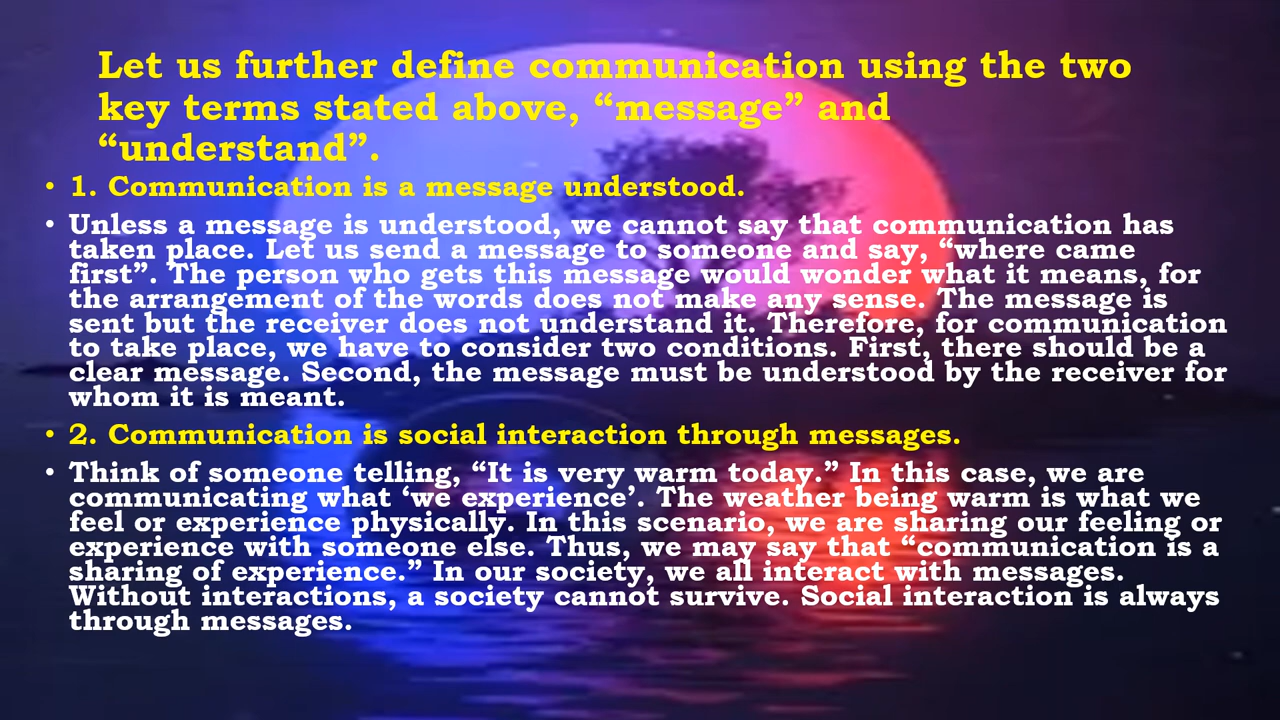 Let us further define communication using the two
key terms stated above, “message” and
“understand”.
• 1. Communication is a message understood.
• Unless a message is understood, we cannot say that communication has
taken place. Let us send a message to someone and say, “where came
first”. The person who gets this message would wonder what it means, for
the arrangement of the words does not make any sense. The message is
sent but the receiver does not understand it. Therefore, for communication
to take place, we have to consider two conditions. First, there should be a
clear message. Second, the message must be understood by the receiver for
whom it is meant.
• 2. Communication is social interaction through messages.
• Think of someone telling, “It is very warm today.” In this case, we are
communicating what ‘we experience’. The weather being warm is what we
feel or experience physically. In this scenario, we are sharing our feeling or
experience with someone else. Thus, we may say that “communication is a
sharing of experience.” In our society, we all interact with messages.
Without interactions, a society cannot survive. Social interaction is always
through messages.